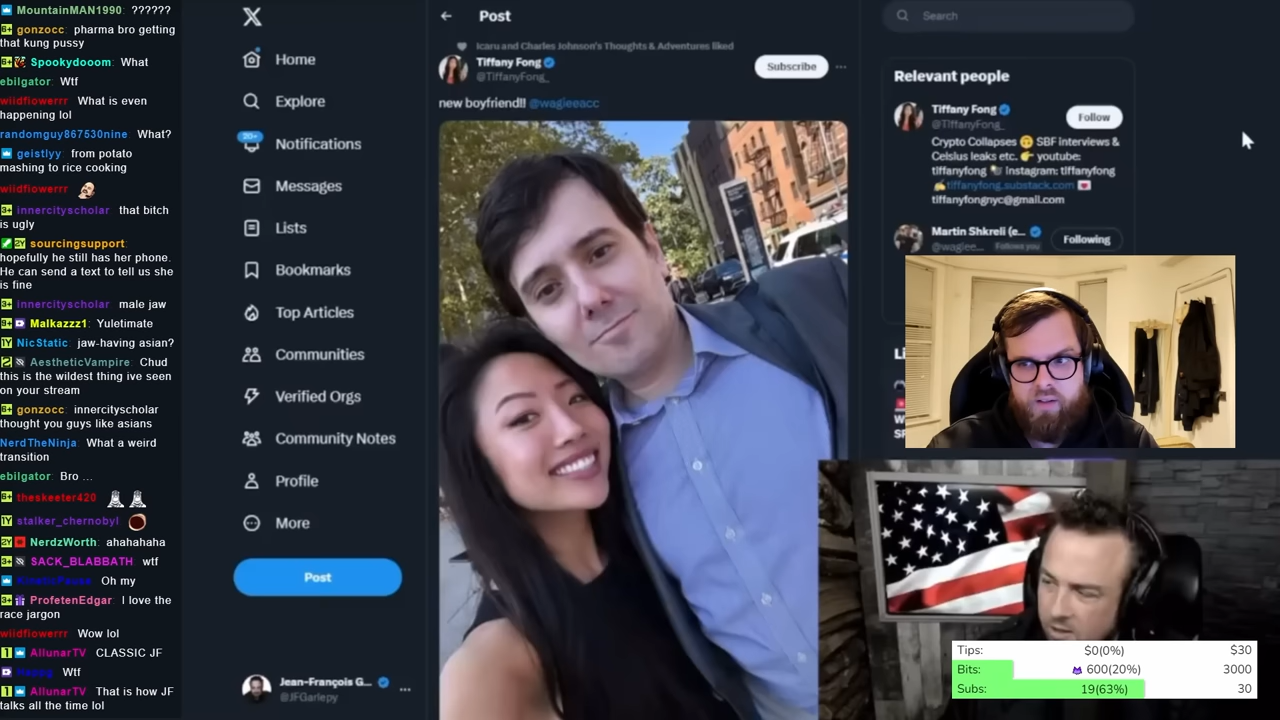 MountainMAN1990: ??????
gonzocc: pharma bro getting
that kung pussy
Spookydooom: What
ebilgator: Wtf
wiidflowerrr What is even
happening lol
randomguy867530nine What?
geistlyy: from potato
mashing to rice cooking
wiidflowerrr
innercityscholar that bitch
is ugly
sourcingsupport:
hopefully he still has her phone.
He can send a text to tell us she
is fine
innercityscholar male jaw
Malkazzz1: Yuletimate
NicStatic: jaw-having asian?
AestheticVampire: Chud
this is the wildest thing ive seen
on your stream
gonzocc: innercityscholar
thought you guys like asians
NerdTheNinja: What a weird
transition
ebilgator: Bro ...
theskeeter420
stalker_chernobyl
NerdzWorth: ahahahaha
SACK_BLABBATH wtf
Oh my
ProfetenEdgar: I love the
race jargon
wiidflowerrr Wow lol
AllunarTV CLASSIC JF
Wtf
AllunarTV That is how JF
talks all the time lol
Home
Explore
20+
Notifications
Messages
Lists
Bookmarks
Top Articles
Communities
Verified Orgs
Community Notes
Profile
More
Post
Jean-François G...
@JFGariepy
Post
Icaru and Charles Johnson's Thoughts & Adventures liked
Tiffany Fong
@TiffanyFong_
Subscribe
new boyfriend!! @wagieeacc
Search
Relevant people
Tiffany Fong
@TiffanyFong_
Follow
Crypto Collapses SBF interviews &
Celsius leaks etc. youtube:
tiffanyfong Instagram: tiffanyfong
tiffanyfong.substack.com
tiffanyfongnyc@gmail.com
Martin Shkreli (e...
@wagiee... Follows you
Following
Tips: $0(0%) $30
Bits: 600(20%) 3000
Subs: 19(63%) 30